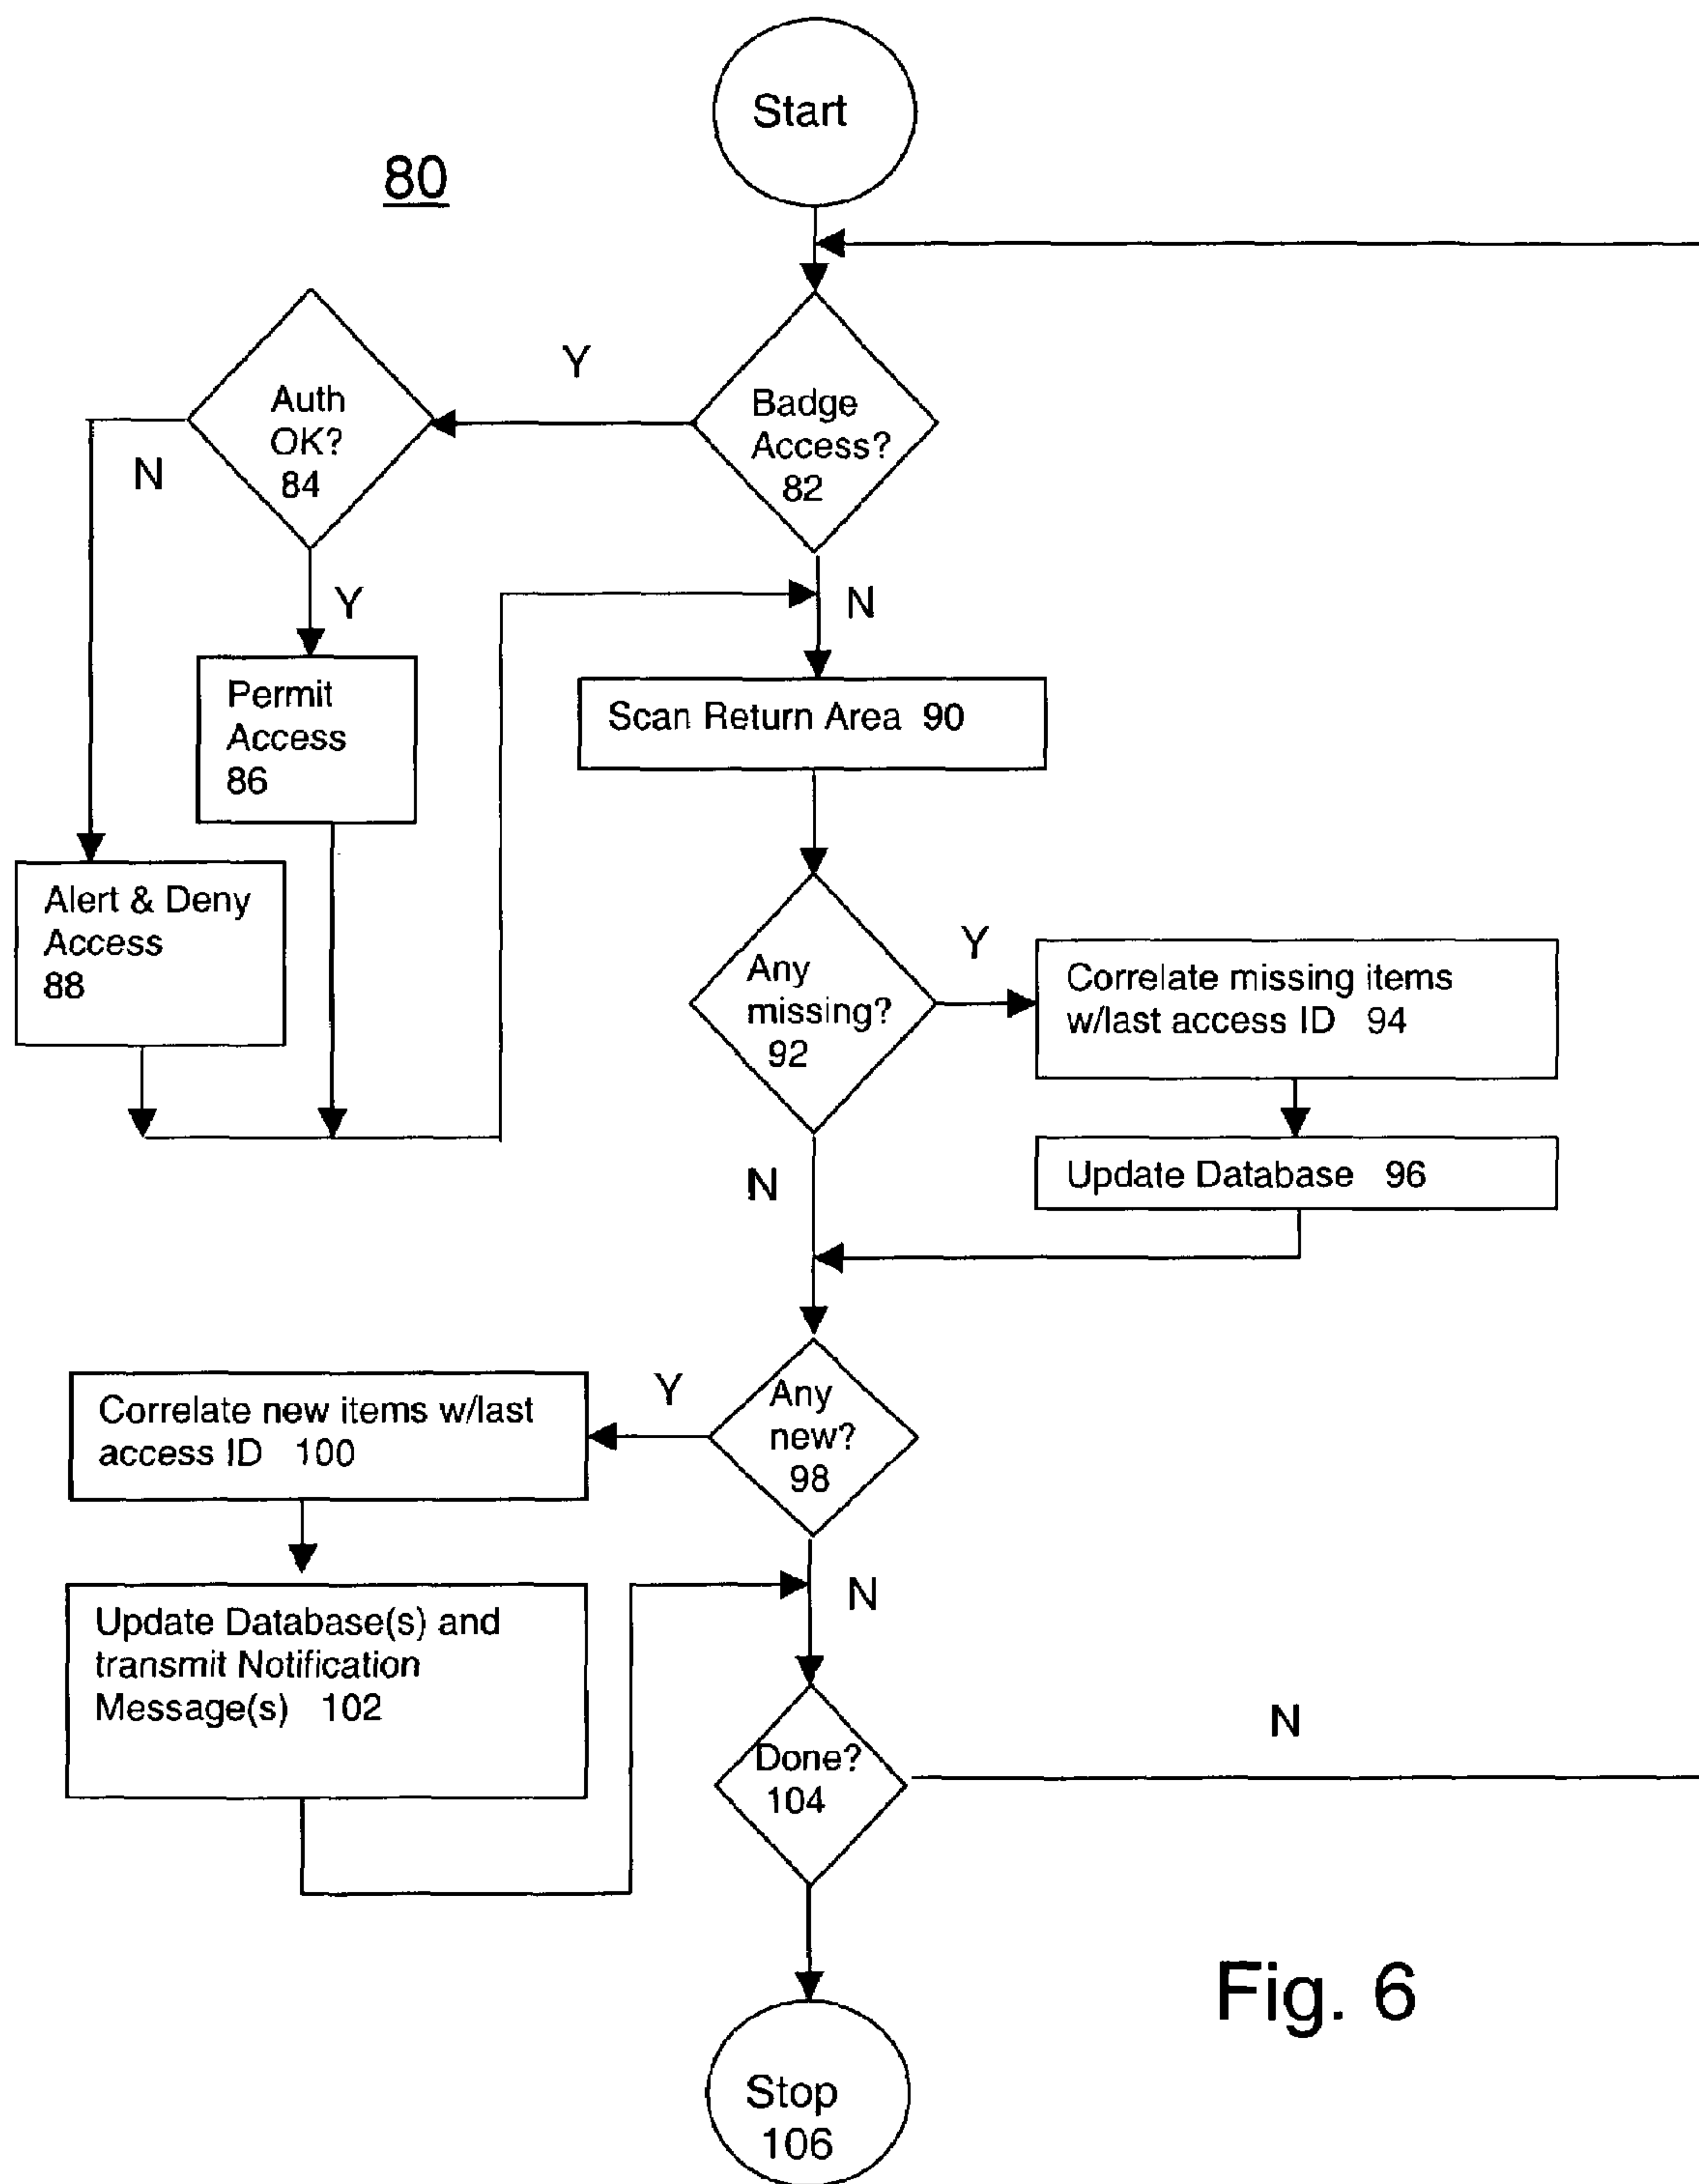 Start
80
Y
Auth
OK?
84
Badge
Access?
82
N
Y
N
Permit
Access
86
Scan Return Area 90
Alert & Deny
Access
88
Any
missing?
92
Y
Correlate missing items
w/last access ID 94
N
Update Database 96
Any
new?
98
Y
Correlate new items w/last
access ID 100
N
Update Database(s) and
transmit Notification
Message(s) 102
Done?
104
N
Stop
106
Fig. 6